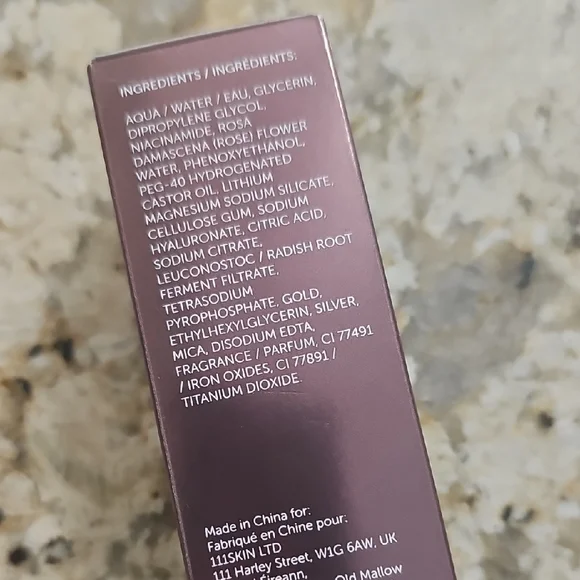 INGREDIENTS / INGRÉDIENTS:
AQUA / WATER / EAU, GLYCERIN,
DIPROPYLENE GLYCOL,
NIACINAMIDE, ROSA
DAMASCENA (ROSE) FLOWER
WATER, PHENOXYETHANOL,
PEG-40 HYDROGENATED
CASTOR OIL, LITHIUM
MAGNESIUM SODIUM SILICATE,
CELLULOSE GUM, SODIUM
HYALURONATE, CITRIC ACID,
SODIUM CITRATE,
LEUCONOSTOC / RADISH ROOT
FERMENT FILTRATE,
TETRASODIUM
PYROPHOSPHATE, GOLD,
ETHYLHEXYLGLYCERIN, SILVER,
MICA, DISODIUM EDTA,
FRAGRANCE / PARFUM, CI 77491
/ IRON OXIDES, CI 77891 /
TITANIUM DIOXIDE.
Made in China for:
Fabriqué en Chine pour:
111SKIN LTD
111 Harley Street, W1G 6AW, UK
Éireann,
Old Mallow